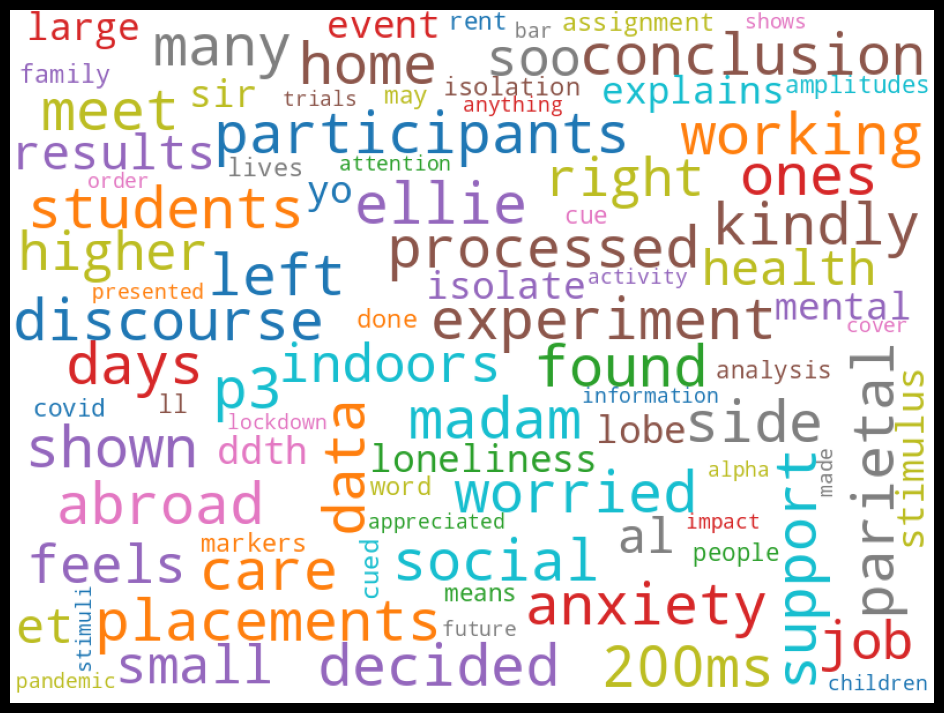 large many event rent bar assignment shows
home soo conclusion
family sir trials may isolation anything explains amplitudes
meet participants working
results lives attention right ones
order yo ellie cue kindly
students processed
higher left isolate activity health
presented discourse done experiment mental cover
days p3 indoors found analysis parietal
covid ll lockdown madam information lobe side stimulus
shown ddth data loneliness word worried alpha made
abroad appreciated al impact support
feels markers care cued social people
et stimuli placements means anxiety job
future
pandemic small decided 200ms children